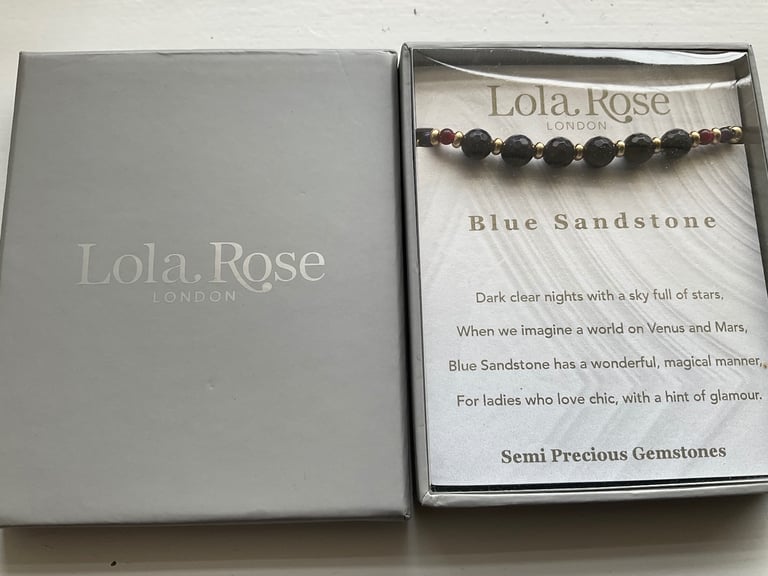 Lola Rose
LONDON
Lola Rose
LONDON
Blue Sandstone
Dark clear nights with a sky full of stars,
When we imagine a world on Venus and Mars,
Blue Sandstone has a wonderful, magical manner,
For ladies who love chic, with a hint of glamour.
Semi Precious Gemstones